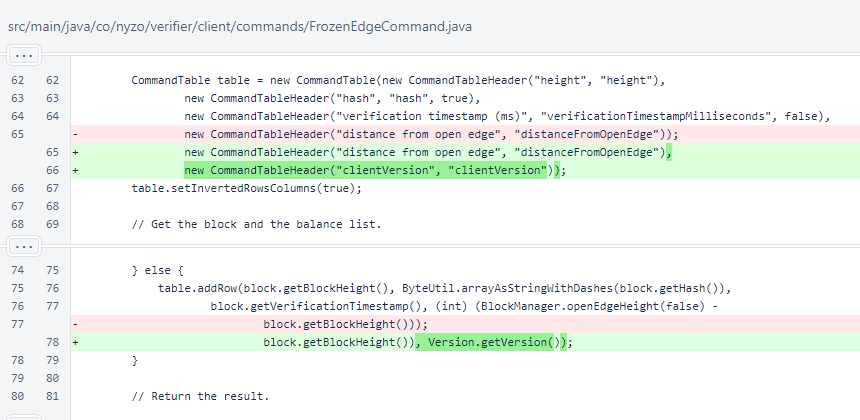 src/main/java/co/nyzo/verifier/client/commands/FrozenEdgeCommand.java
...
62 62 CommandTable table = new CommandTable(new CommandTableHeader("height", "height"),
63 63 new CommandTableHeader("hash", "hash", true),
64 64 new CommandTableHeader("verification timestamp (ms)", "verificationTimestampMilliseconds", false),
65 - new CommandTableHeader("distance from open edge", "distanceFromOpenEdge"));
65 + new CommandTableHeader("distance from open edge", "distanceFromOpenEdge"),
66 + new CommandTableHeader("clientVersion", "clientVersion"));
66 67 table.setInvertedRowsColumns(true);
67 68
68 69 // Get the block and the balance list.
...
74 75 } else {
75 76 table.addRow(block.getBlockHeight(), ByteUtil.arrayAsStringWithDashes(block.getHash()),
76 77 block.getVerificationTimestamp(), (int) (BlockManager.openEdgeHeight(false) -
77 - block.getBlockHeight()));
78 + block.getBlockHeight()), Version.getVersion());
78 79 }
79 80
80 81 // Return the result.
...